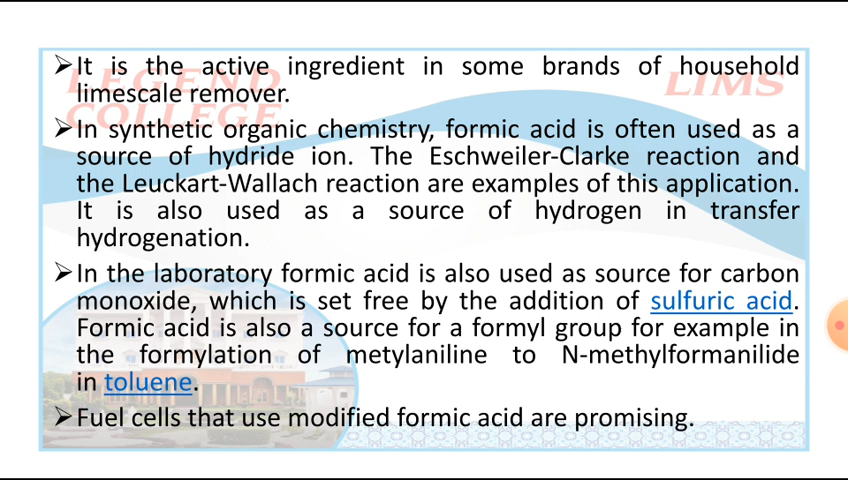 LEGEND
COLLEGE
LIMS
➢It is the active ingredient in some brands of household
limescale remover.
➢In synthetic organic chemistry, formic acid is often used as a
source of hydride ion. The Eschweiler-Clarke reaction and
the Leuckart-Wallach reaction are examples of this application.
It is also used as a source of hydrogen in transfer
hydrogenation.
➢In the laboratory formic acid is also used as source for carbon
monoxide, which is set free by the addition of sulfuric acid.
Formic acid is also a source for a formyl group for example in
the formylation of metylaniline to N-methylformanilide
in toluene.
➢Fuel cells that use modified formic acid are promising.